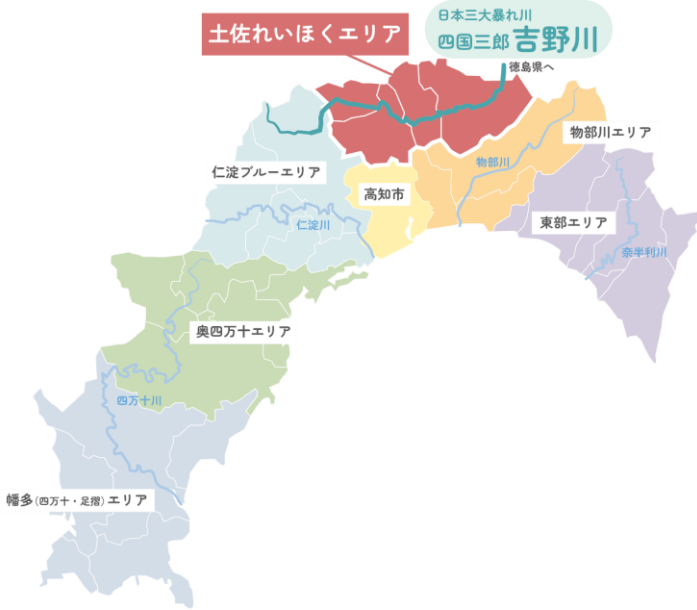 日本三大暴れ川
四国三郎 吉野川
土佐れいほくエリア
徳島県へ
物部川エリア
物部川
仁淀ブルーエリア
高知市
東部エリア
仁淀川
奈半利川
奥四万十エリア
四万十川
幡多(四万十・足摺)エリア